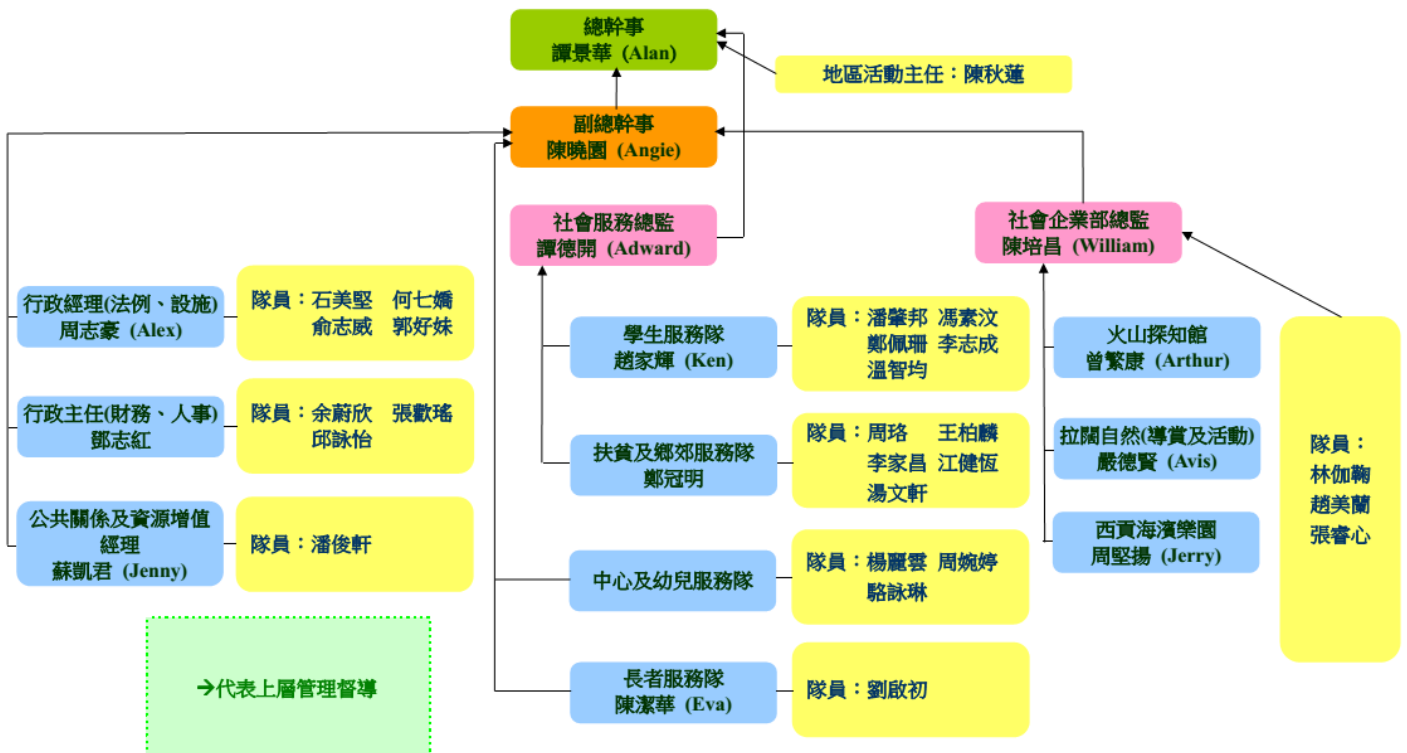 總幹事
譚景華 (Alan)
地區活動主任：陳秋蓮
副總幹事
陳曉園 (Angie)
社會服務總監
譚德開 (Adward)
社會企業部總監
陳培昌 (William)
行政經理(法例、設施)
周志豪 (Alex)
隊員：石美堅 何七嬌
俞志威 郭好妹
行政主任(財務、人事)
鄧志紅
隊員：余蔚欣 張歡瑤
邱詠怡
公共關係及資源增值
經理
蘇凱君 (Jenny)
隊員：潘俊軒
學生服務隊
趙家輝 (Ken)
隊員：潘肇邦 馮素汶
鄭佩珊 李志成
溫智均
扶貧及鄉郊服務隊
鄭冠明
隊員：周珞 王柏麟
李家昌 江健恆
湯文軒
中心及幼兒服務隊
隊員：楊麗雲 周婉婷
駱詠琳
長者服務隊
陳潔華 (Eva)
隊員：劉啟初
火山探知館
曾繁康 (Arthur)
拉闊自然(導賞及活動)
嚴德賢 (Avis)
西貢海濱樂園
周堅揚 (Jerry)
隊員：
林伽鞠
趙美蘭
張睿心
→代表上層管理督導